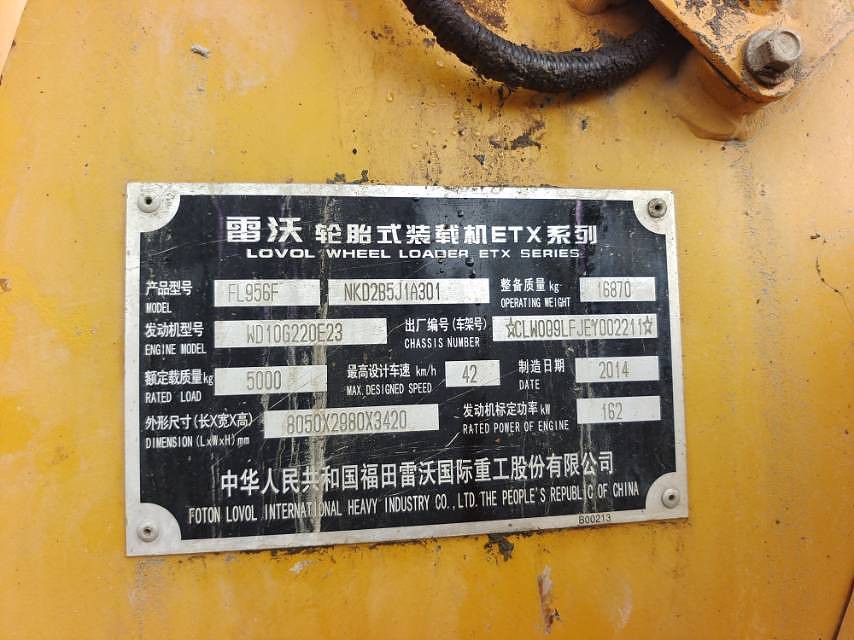 雷沃 轮胎式装载机ETX系列
LOVOL WHEEL LOADER ETX SERIES
产品型号 FL956F NKD2B5J1A301 整备质量 kg 16870
MODEL OPERATING WEIGHT
发动机型号 WD10G220E23 出厂编号(车架号) ☆CLW009LFJEY002211☆
ENGINE MODEL CHASSIS NUMBER
额定载质量kg 5000 最高设计车速 km/h 42 制造日期 2014
RATED LOAD MAX. DESIGNED SPEED DATE
外形尺寸(长X宽X高) 8050X2980X3420 发动机标定功率 kW 162
DIMENSION(LxWxH)mm RATED POWER OF ENGINE
中华人民共和国福田雷沃国际重工股份有限公司
FOTON LOVOL INTERNATIONAL HEAVY INDUSTRY CO., LTD. THE PEOPLE'S REPUBLIC OF CHINA
B00213